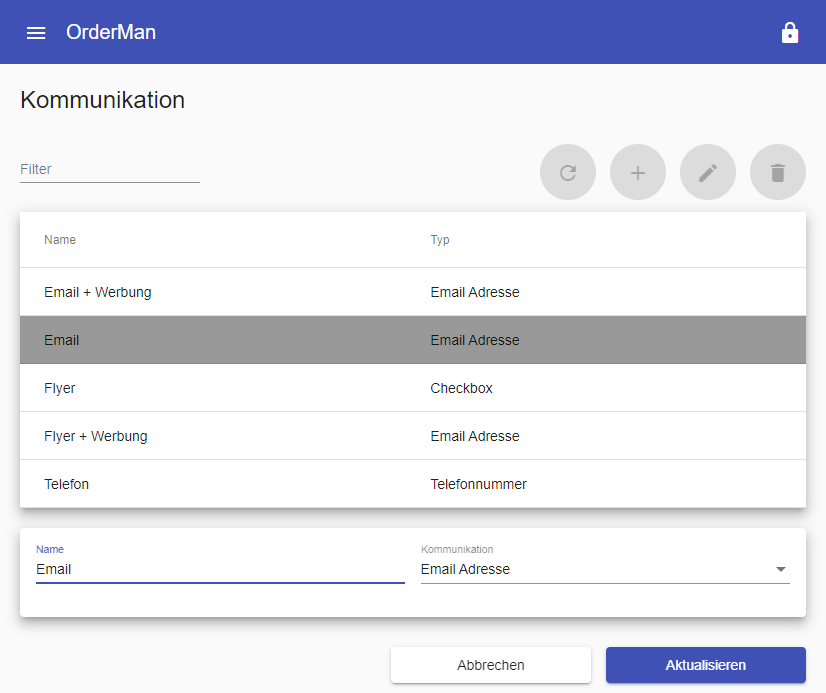 OrderMan
Kommunikation
Filter
Name Typ
Email + Werbung Email Adresse
Email Email Adresse
Flyer Checkbox
Flyer + Werbung Email Adresse
Telefon Telefonnummer
Name Kommunikation
Email Email Adresse
Abbrechen Aktualisieren